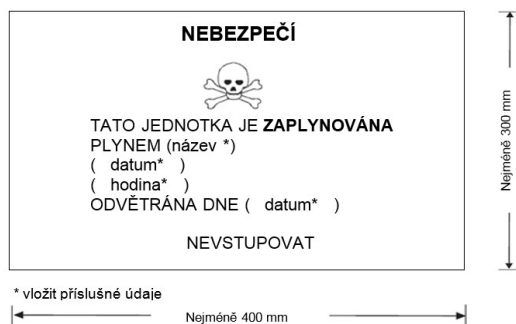 NEBEZPEČÍ
TATO JEDNOTKA JE ZAPLYNOVÁNA
PLYNEM (název *)
( datum* )
( hodina* )
ODVĚTRÁNA DNE ( datum* )
NEVSTUPOVAT
Nejméně 300 mm
* vložit příslušné údaje
Nejméně 400 mm